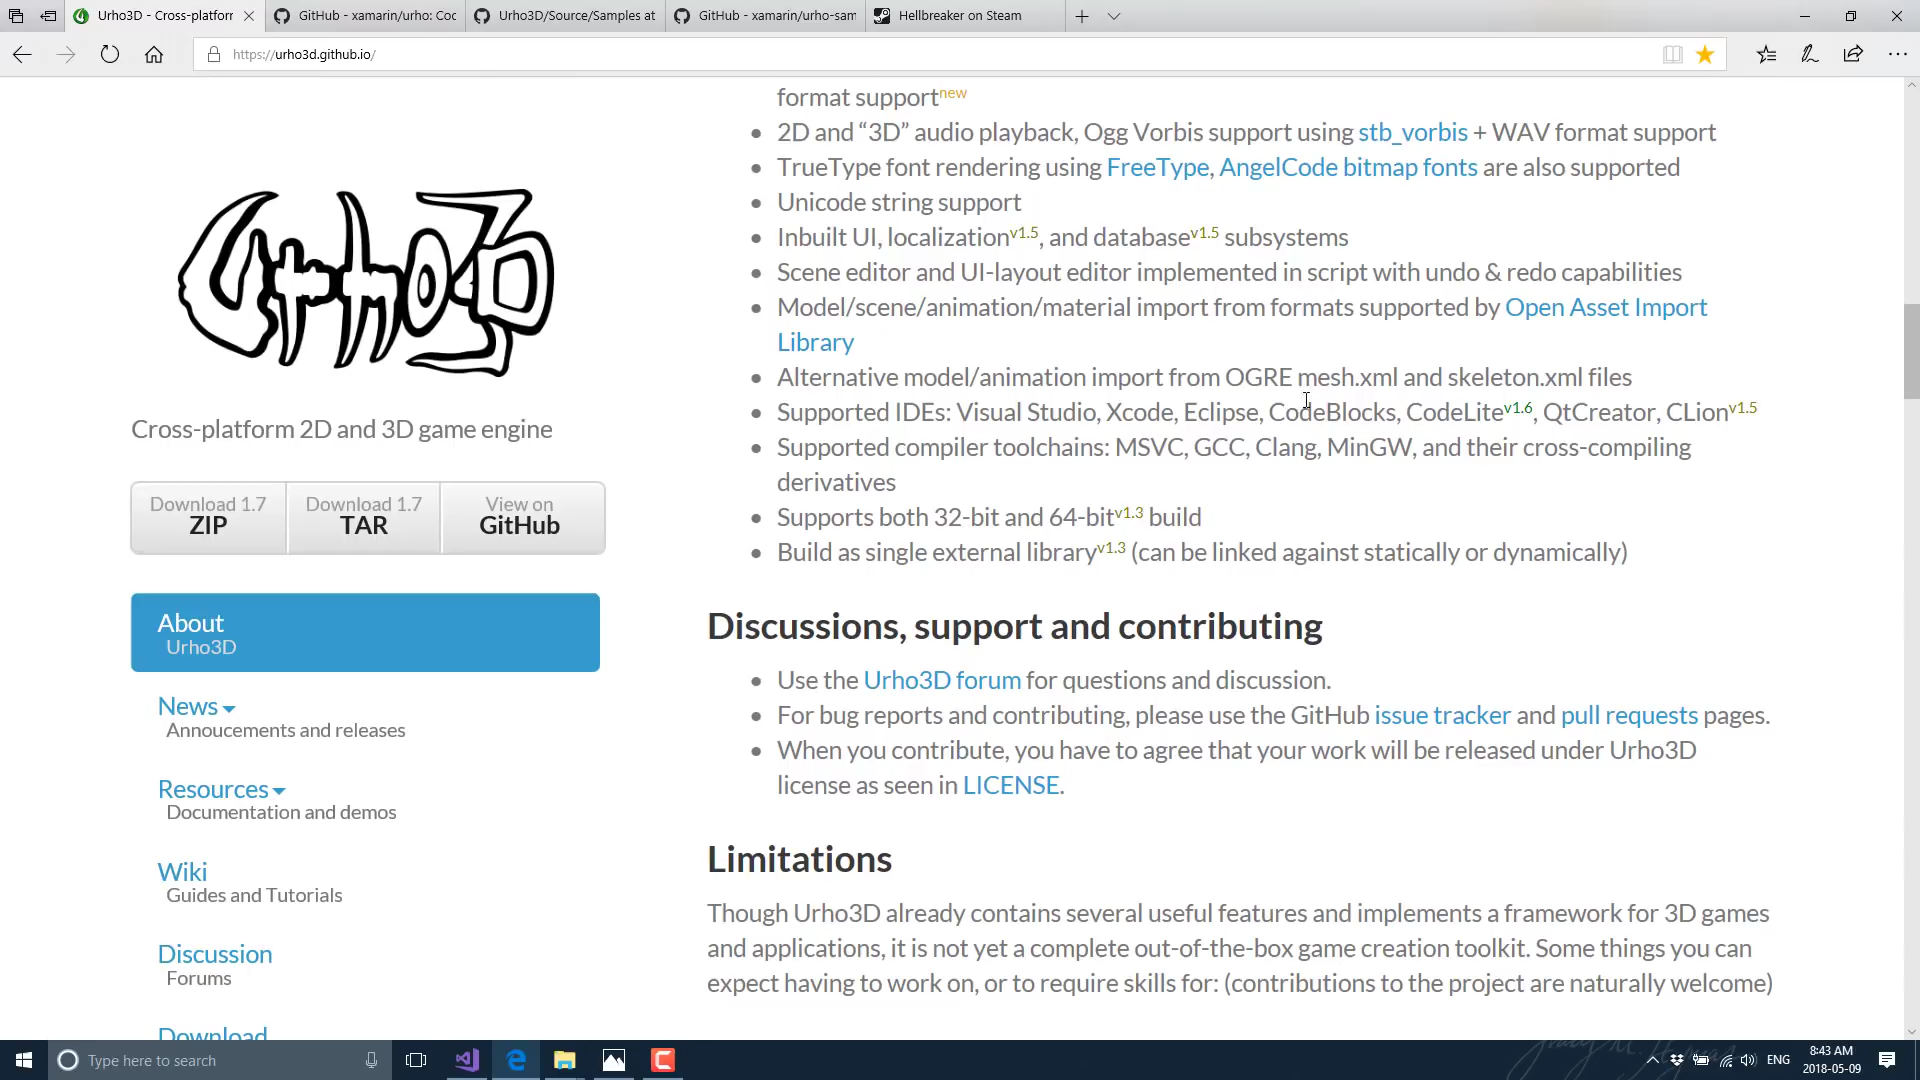 Urho3D - Cross-platform
GitHub - xamarin/urho: Coc
Urho3D/Source/Samples at
GitHub - xamarin/urho-sam
Hellbreaker on Steam
https://urho3d.github.io/
Urho3D
Cross-platform 2D and 3D game engine
Download 1.7
ZIP
Download 1.7
TAR
View on
GitHub
About
Urho3D
News
Annoucements and releases
Resources
Documentation and demos
Wiki
Guides and Tutorials
Discussion
Forums
Download
format support new
2D and “3D” audio playback, Ogg Vorbis support using stb_vorbis + WAV format support
TrueType font rendering using FreeType, AngelCode bitmap fonts are also supported
Unicode string support
Inbuilt UI, localization v1.5, and database v1.5 subsystems
Scene editor and UI-layout editor implemented in script with undo & redo capabilities
Model/scene/animation/material import from formats supported by Open Asset Import
Library
Alternative model/animation import from OGRE mesh.xml and skeleton.xml files
Supported IDEs: Visual Studio, Xcode, Eclipse, CodeBlocks, CodeLite v1.6, QtCreator, CLion v1.5
Supported compiler toolchains: MSVC, GCC, Clang, MinGW, and their cross-compiling
derivatives
Supports both 32-bit and 64-bit v1.3 build
Build as single external library v1.3 (can be linked against statically or dynamically)
Discussions, support and contributing
Use the Urho3D forum for questions and discussion.
For bug reports and contributing, please use the GitHub issue tracker and pull requests pages.
When you contribute, you have to agree that your work will be released under Urho3D
license as seen in LICENSE.
Limitations
Though Urho3D already contains several useful features and implements a framework for 3D games
and applications, it is not yet a complete out-of-the-box game creation toolkit. Some things you can
expect having to work on, or to require skills for: (contributions to the project are naturally welcome)
Type here to search
ENG
8:43 AM
2018-05-09